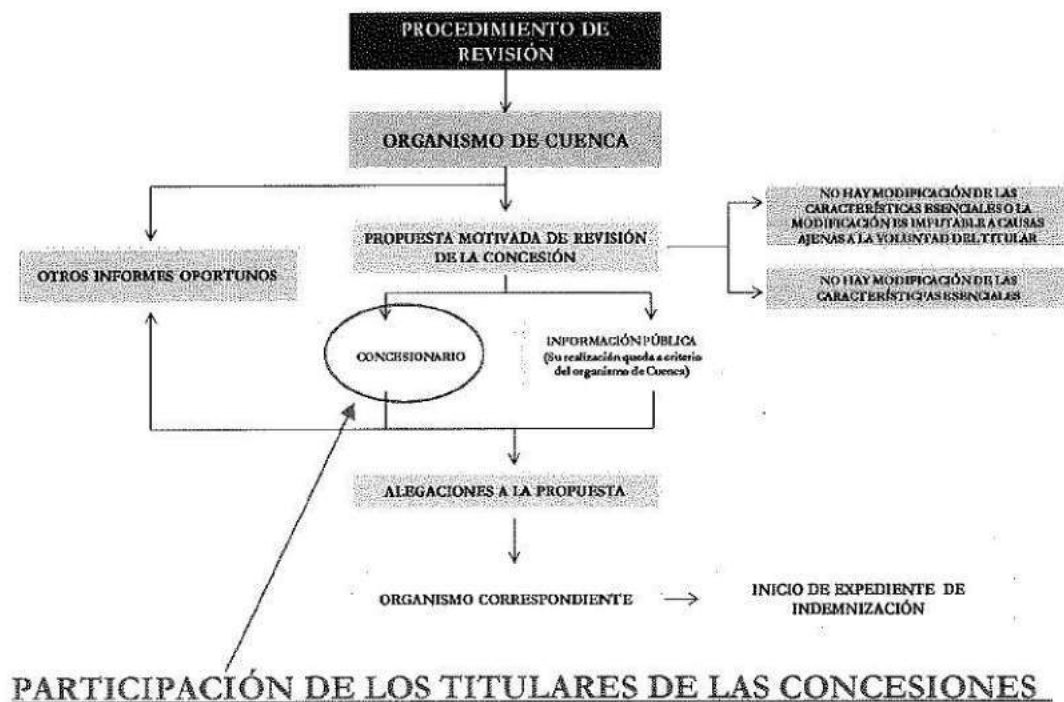 PROCEDIMIENTO DE
REVISIÓN
ORGANISMO DE CUENCA
NO HAY MODIFICACIÓN DE LAS
CARACTERÍSTICAS ESENCIALES O LA
MODIFICACIÓN ES IMPUTABLE A CAUSAS
AJENAS A LA VOLUNTAD DEL TITULAR
PROPUESTA MOTIVADA DE REVISIÓN
DE LA CONCESIÓN
OTROS INFORMES OPORTUNOS
NO HAY MODIFICACIÓN DE LAS
CARACTERÍSTICAS ESENCIALES
CONCESIONARIO
INFORMACIÓN PÚBLICA
(Su realización queda a criterio
del organismo de Cuenca)
ALEGACIONES A LA PROPUESTA
ORGANISMO CORRESPONDIENTE
INICIO DE EXPEDIENTE DE
INDEMNIZACIÓN
PARTICIPACIÓN DE LOS TITULARES DE LAS CONCESIONES